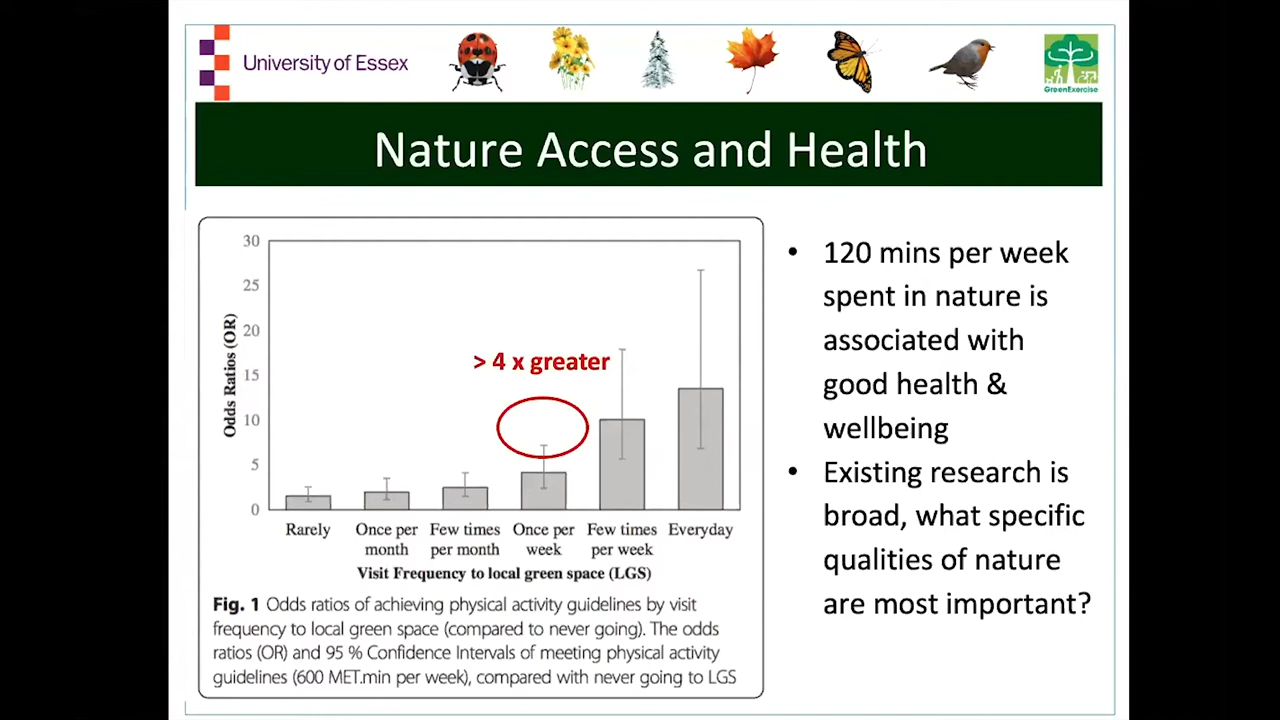 University of Essex
GreenExercise
Nature Access and Health
30
25
20
15
10
5
0
Odds Ratios (OR)
> 4 x greater
Rarely
Once per
month
Few times
per month
Once per
week
Few times
per week
Everyday
Visit Frequency to local green space (LGS)
Fig. 1 Odds ratios of achieving physical activity guidelines by visit
frequency to local green space (compared to never going). The odds
ratios (OR) and 95 % Confidence Intervals of meeting physical activity
guidelines (600 MET.min per week), compared with never going to LGS
• 120 mins per week
spent in nature is
associated with
good health &
wellbeing
• Existing research is
broad, what specific
qualities of nature
are most important?